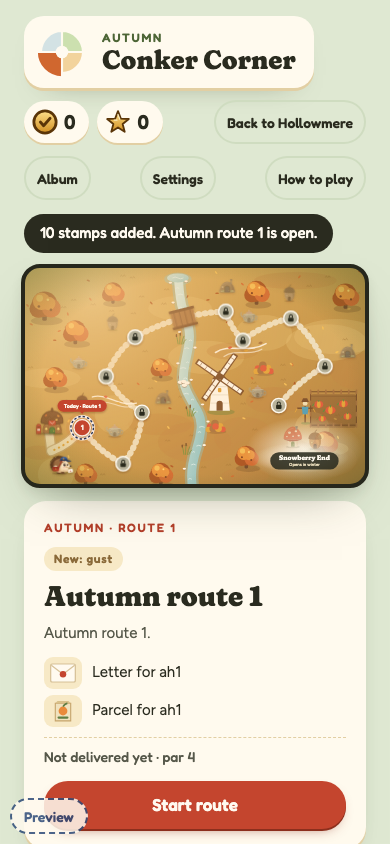 AUTUMN
Conker Corner
0
0
Back to Hollowmere
Album
Settings
How to play
10 stamps added. Autumn route 1 is open.
Today · Route 1
1
Snowberry End
Opens in winter
AUTUMN · ROUTE 1
New: gust
Autumn route 1
Autumn route 1.
Letter for ah1
Parcel for ah1
Not delivered yet · par 4
Start route
Preview